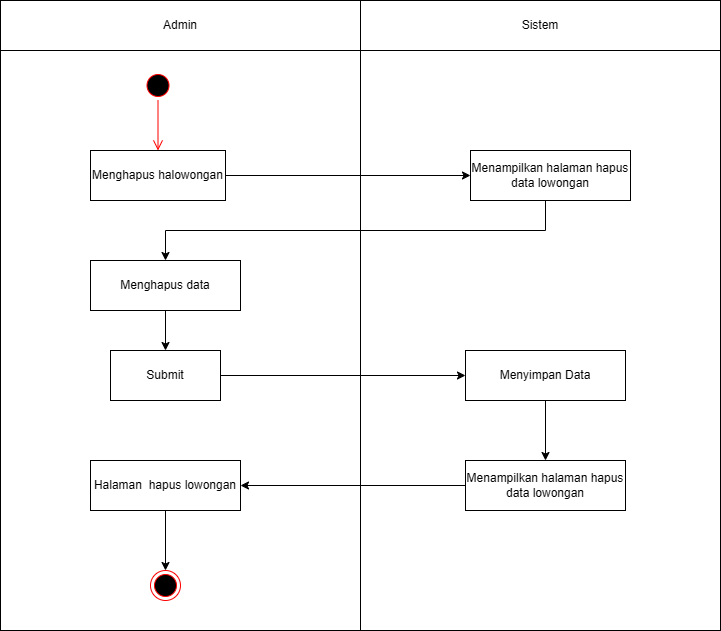 Admin
Sistem
Menghapus halowongan
Menampilkan halaman hapus
data lowongan
Menghapus data
Submit
Menyimpan Data
Halaman  hapus lowongan
Menampilkan halaman hapus
data lowongan